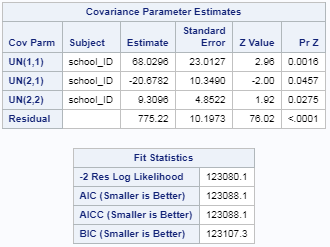 Covariance Parameter Estimates
Cov Parm Subject Estimate Standard Error Z Value Pr Z
UN(1,1) school_ID 68.0296 23.0127 2.96 0.0016
UN(2,1) school_ID -20.6782 10.3490 -2.00 0.0457
UN(2,2) school_ID 9.3096 4.8522 1.92 0.0275
Residual 775.22 10.1973 76.02 <.0001
Fit Statistics
-2 Res Log Likelihood 123080.1
AIC (Smaller is Better) 123088.1
AICC (Smaller is Better) 123088.1
BIC (Smaller is Better) 123107.3